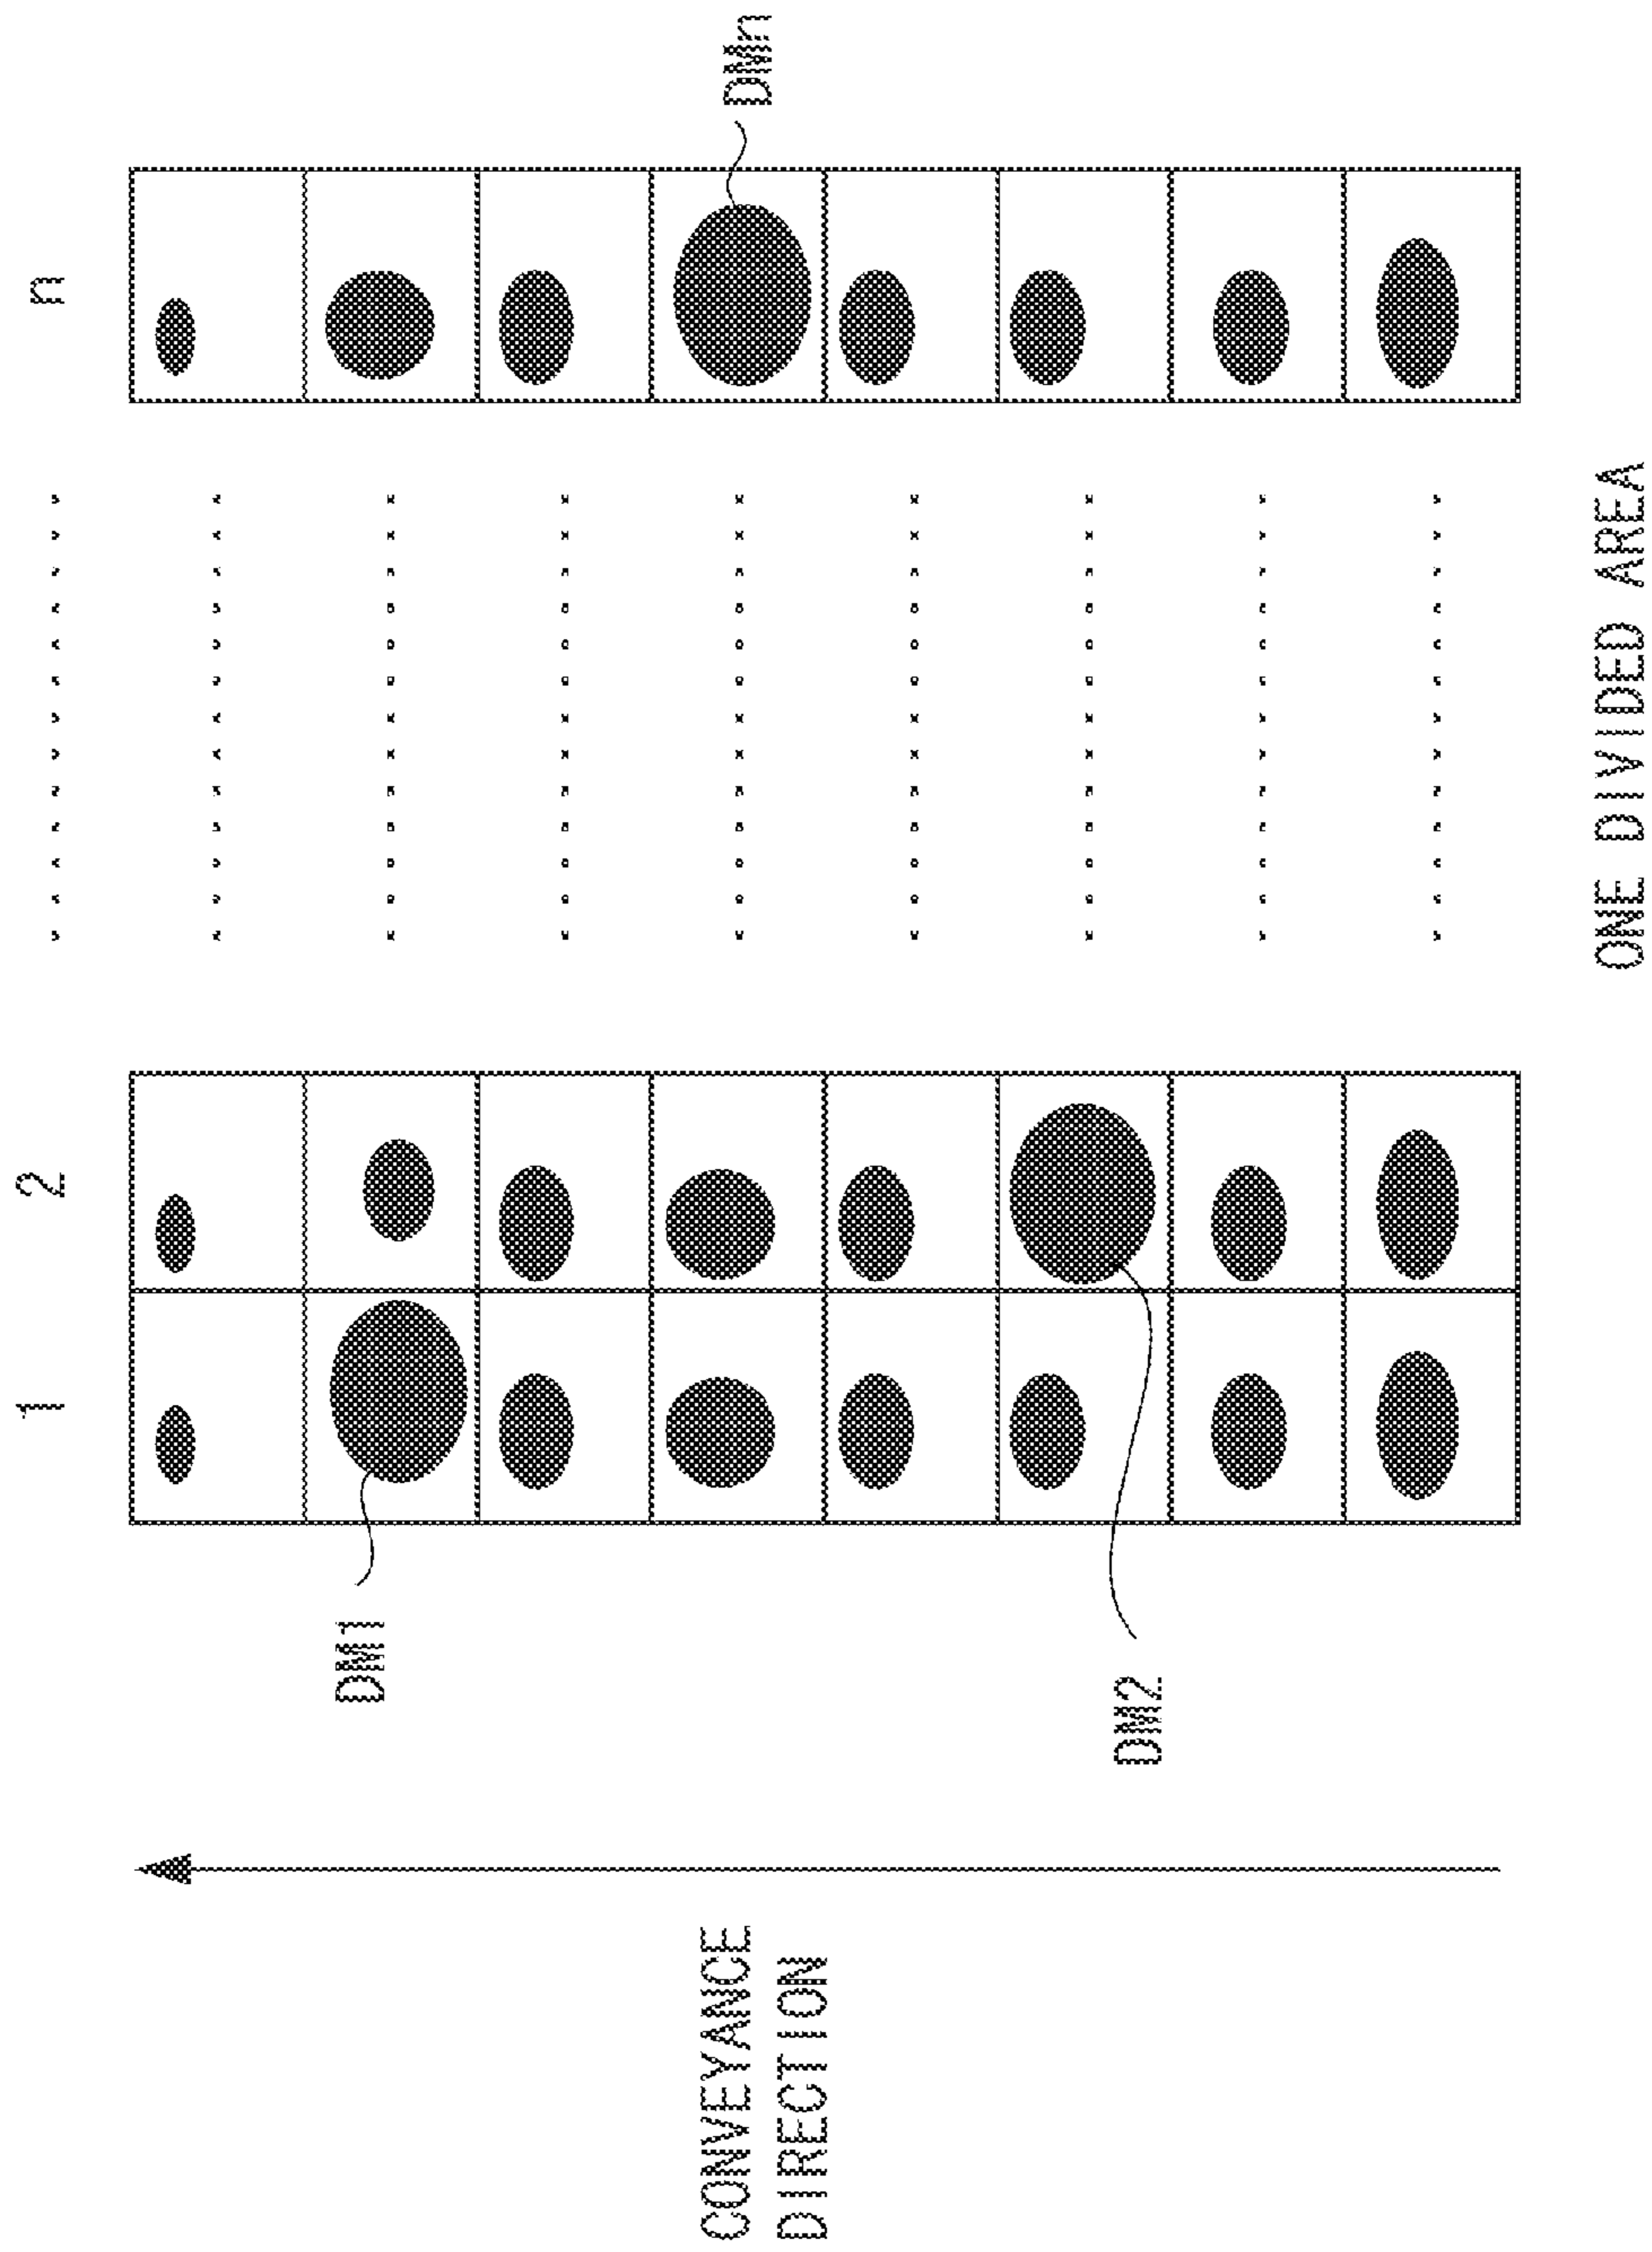 1 2 n
DM1
CONVEYANCE
DIRECTION
DMn
DM2
ONE DIVIDED AREA